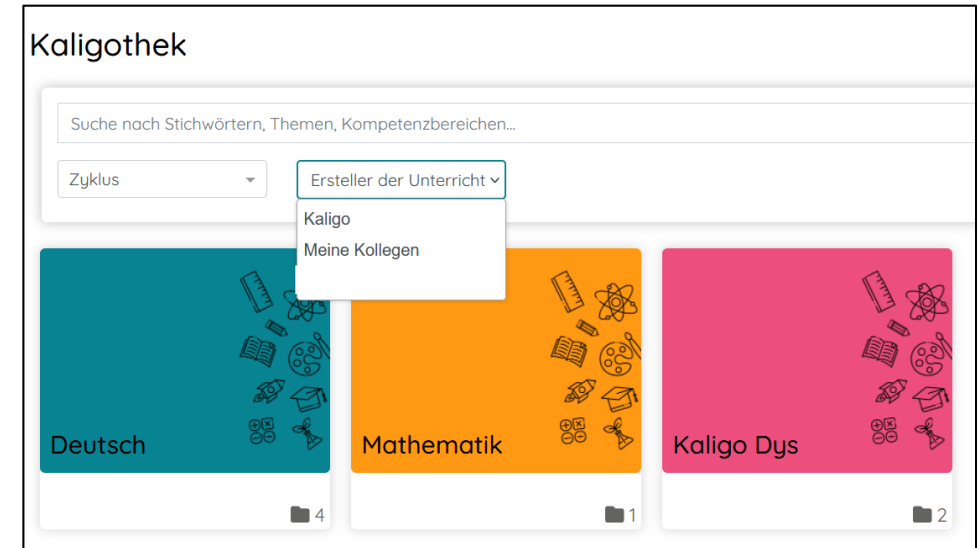 Kaligothek
Suche nach Stichwörtern, Themen, Kompetenzbereichen...
Zyklus
Ersteller der Unterricht
Kaligo
Meine Kollegen
Deutsch
Mathematik
Kaligo Dys
4
1
2